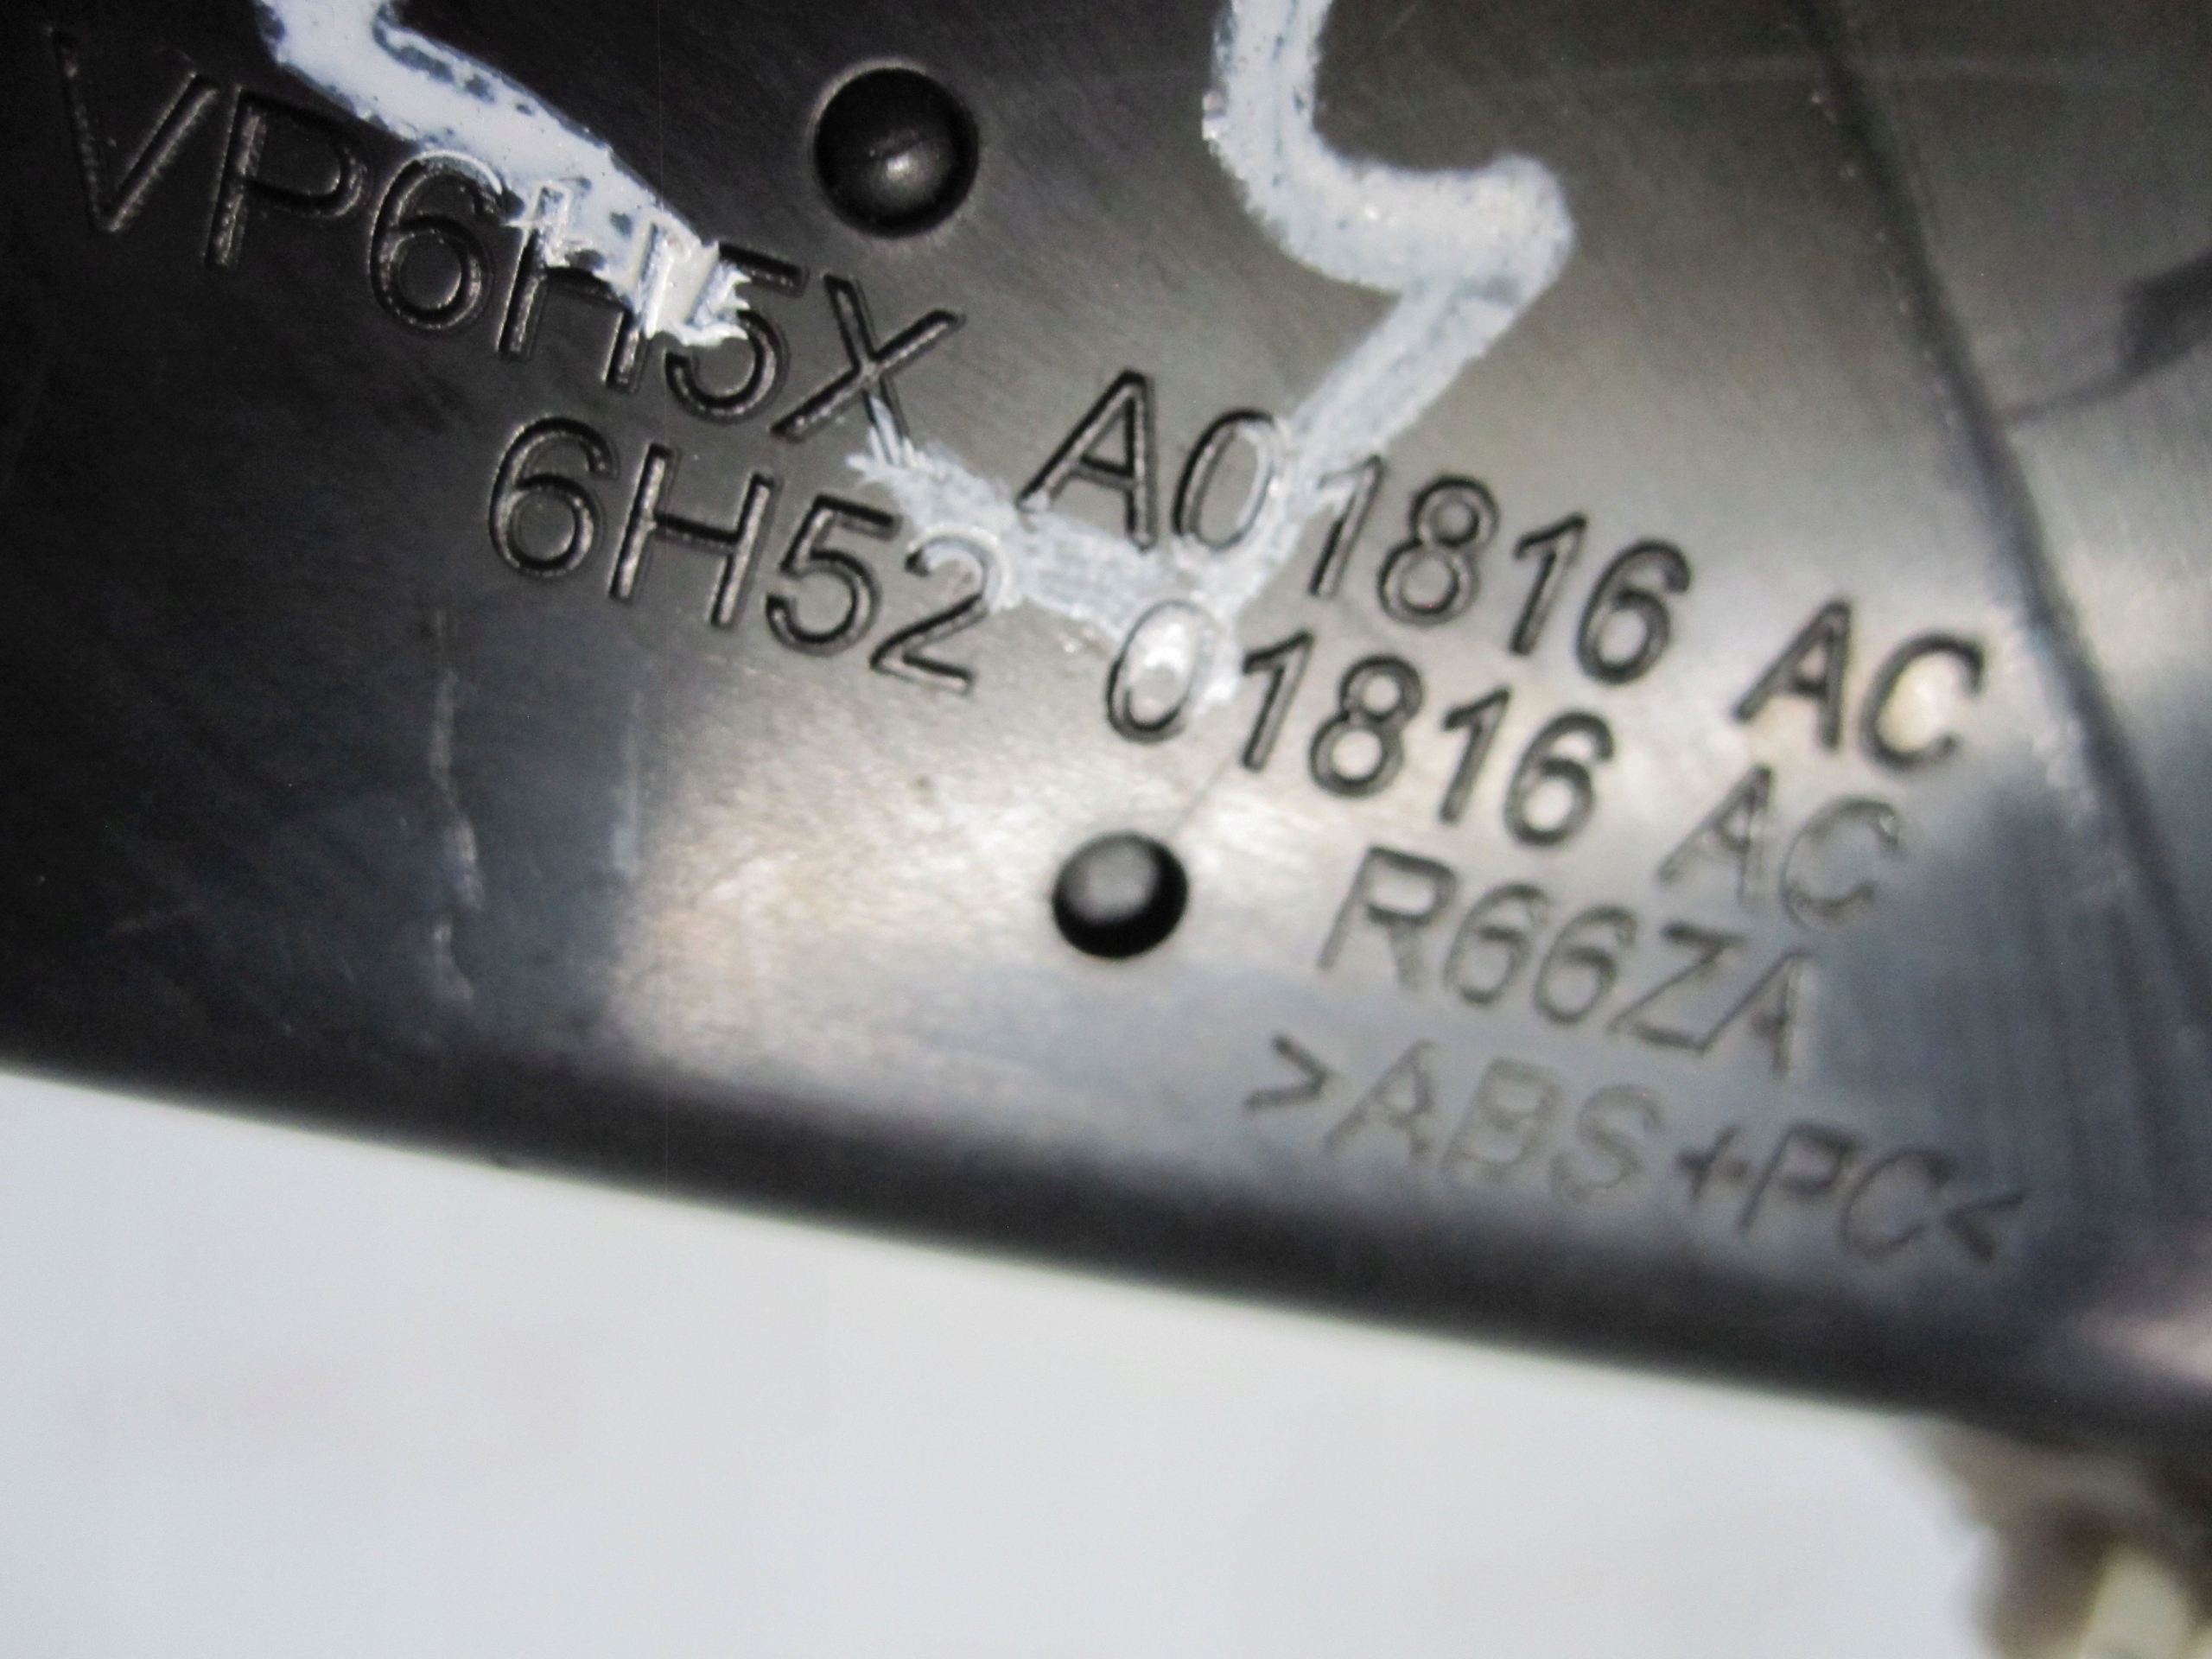 VP6H5X A01816 AC
6H52 01816 AC
R66ZA
>ABS+PC<